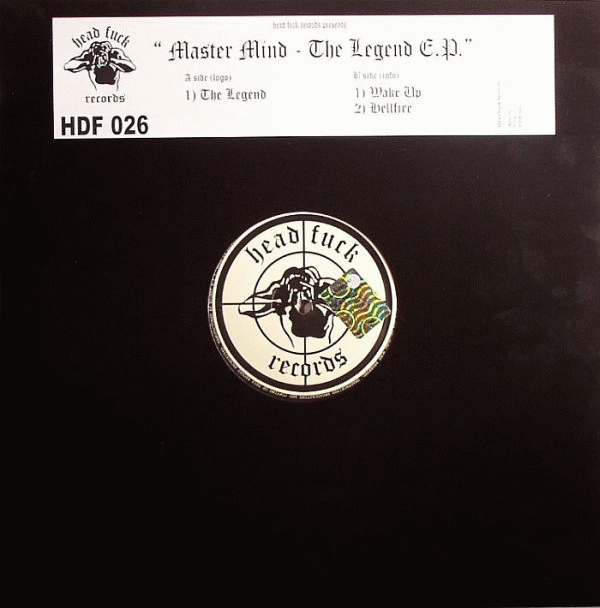 head fuck records presents
head fuck
records
HDF 026
" Master Mind - The Legend E.P."
A side (logo)
1) The Legend
B side (info)
1) Wake Up
2) Hellfire
head fuck
records